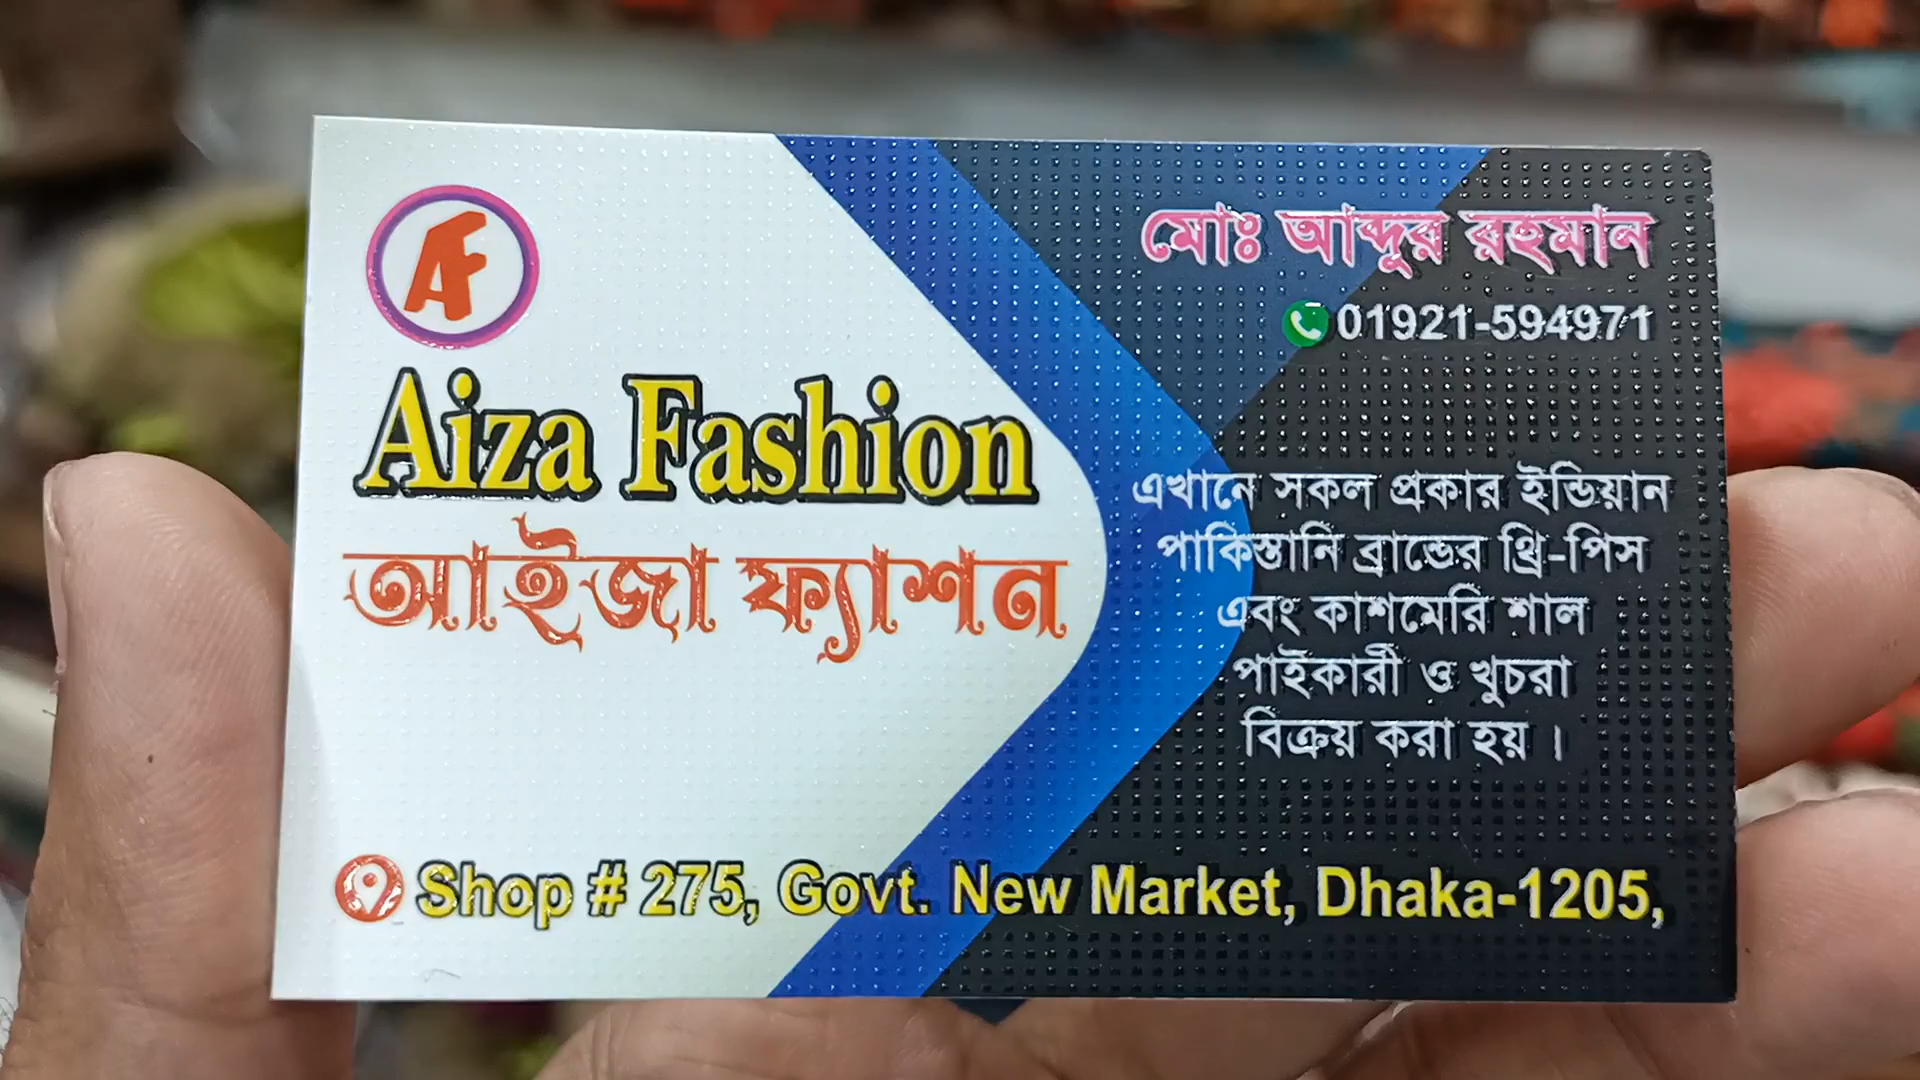 AF
Aiza Fashion
আইজা ফ্যাশন
মোঃ আব্দুর রহমান
01921-594971
এখানে সকল প্রকার ইন্ডিয়ান
পাকিস্তানি ব্রান্ডের থ্রি-পিস
এবং কাশমেরি শাল
পাইকারী ও খুচরা
বিক্রয় করা হয়।
Shop # 275, Govt. New Market, Dhaka-1205,